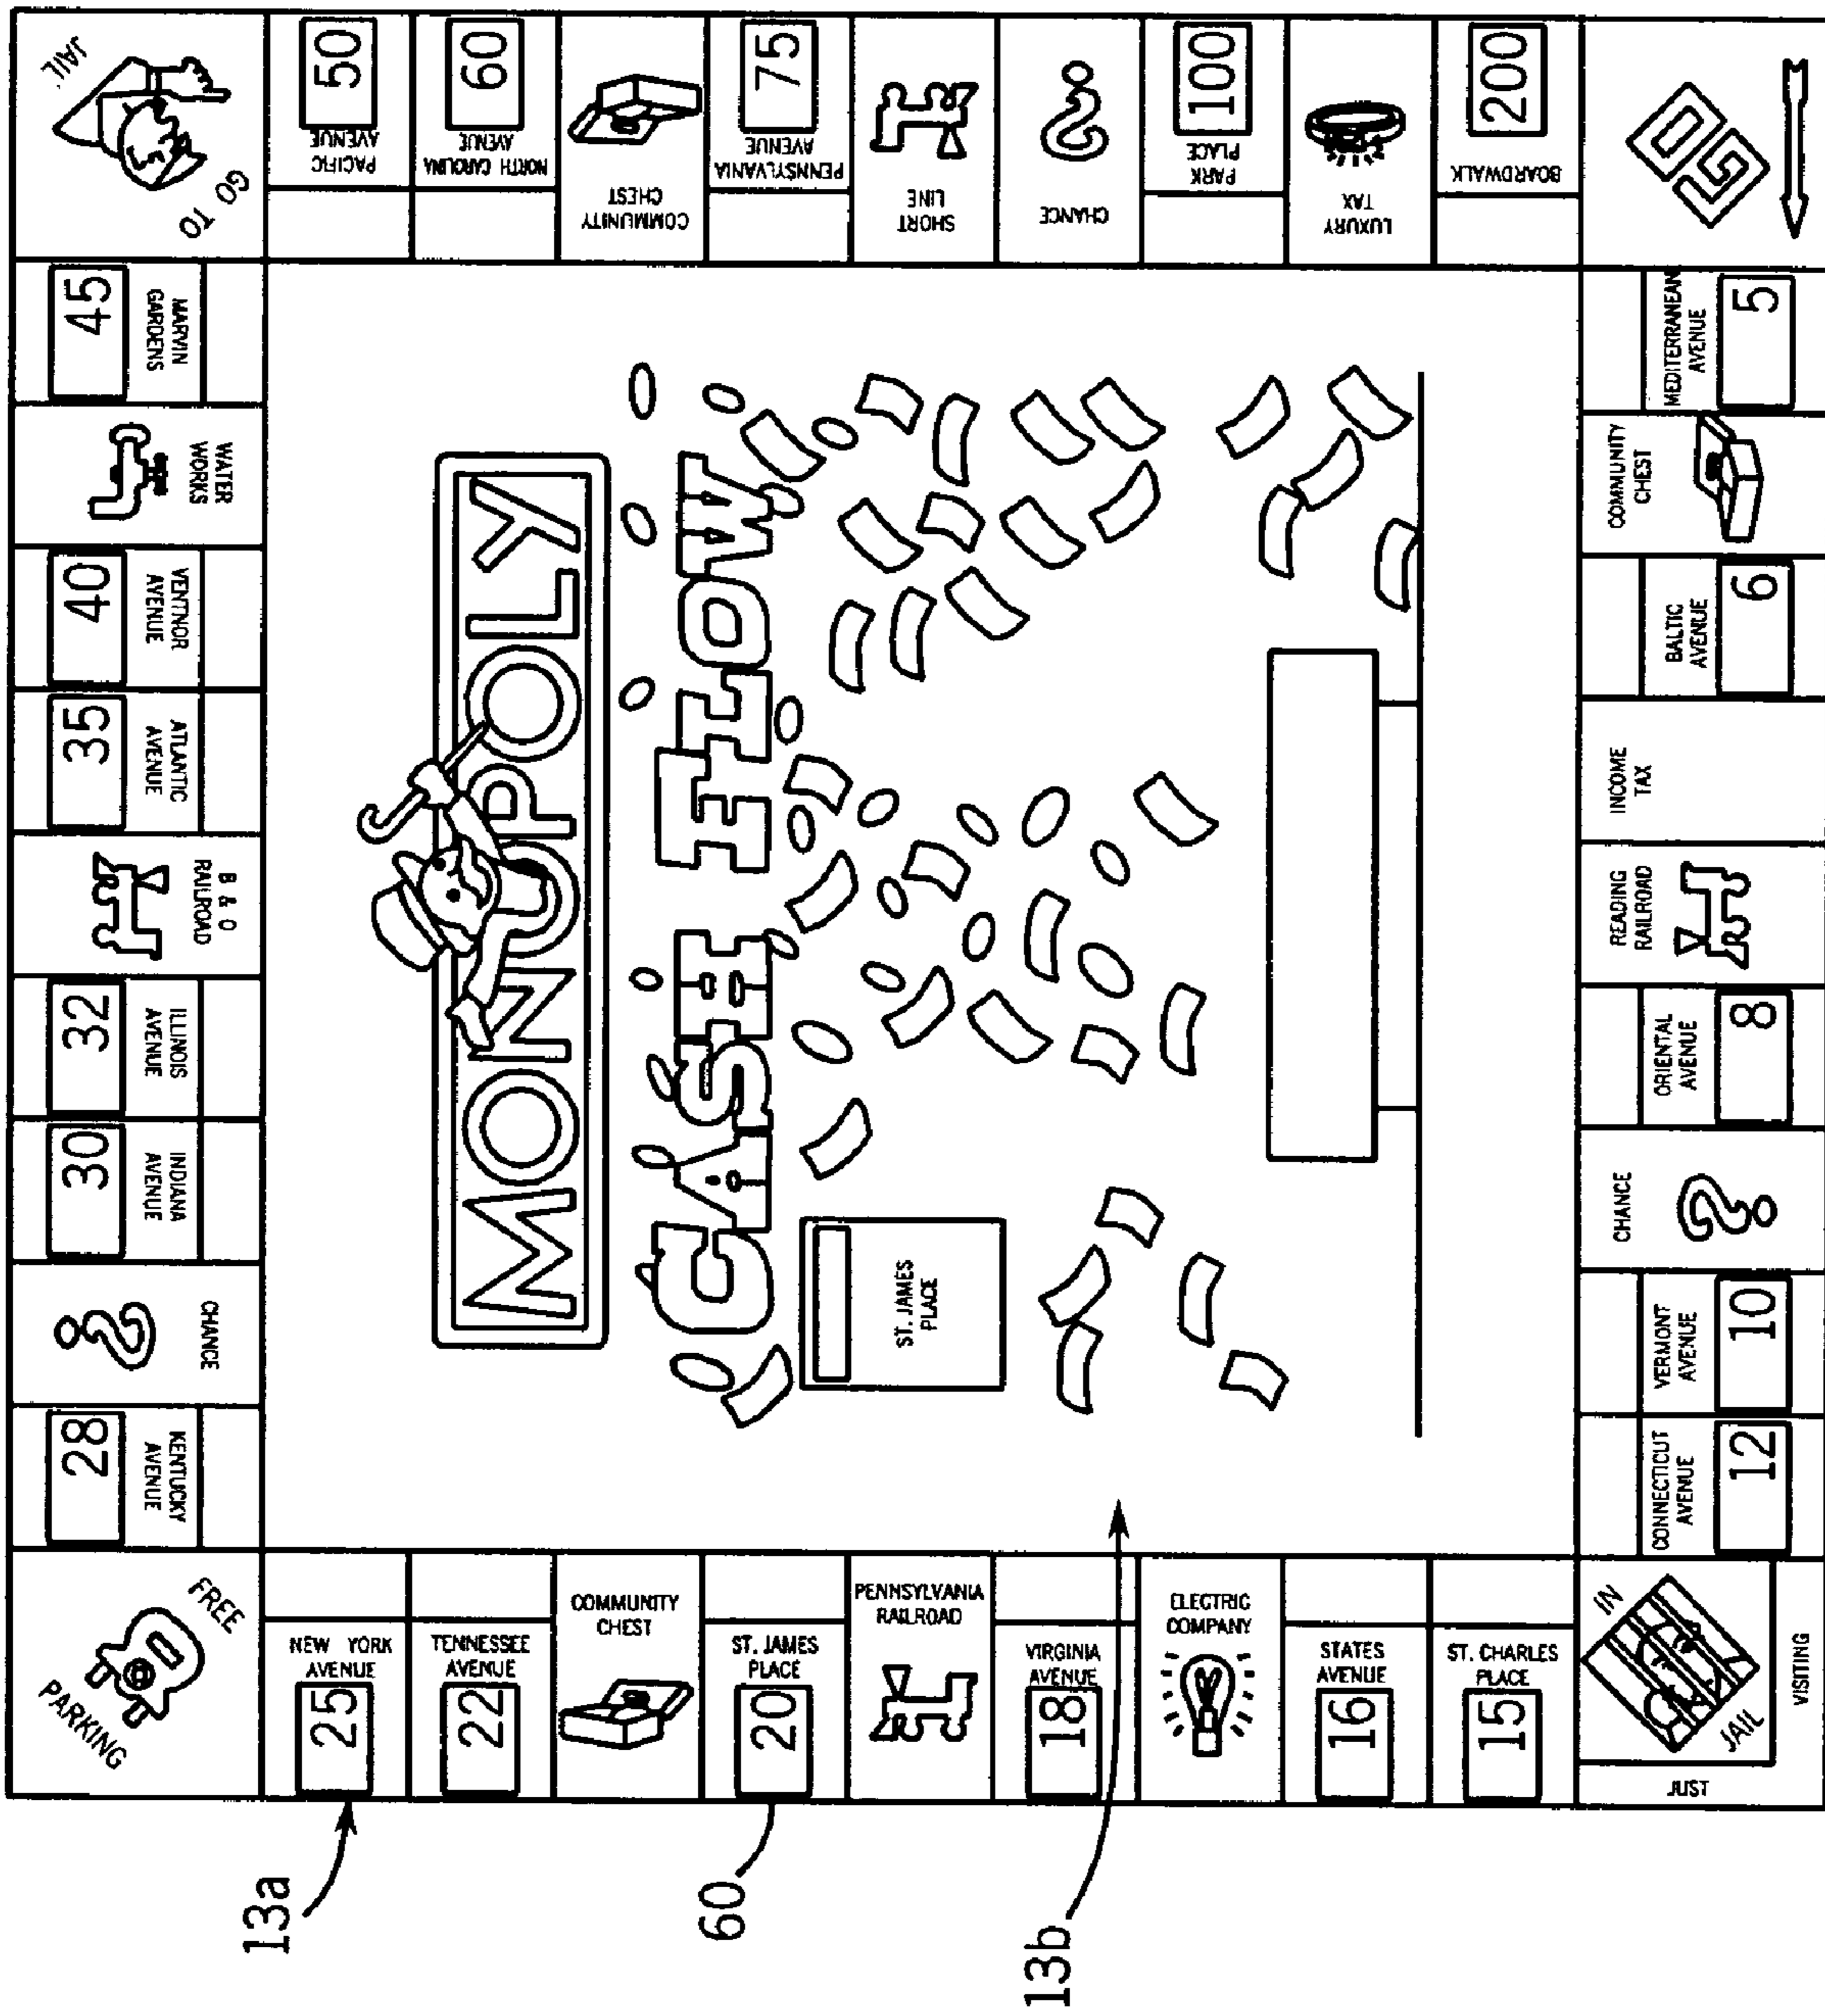 GO TO
JAIL
45
MARVIN
GARDENS
WATER
WORKS
40
VENTNOR
AVENUE
35
ATLANTIC
AVENUE
B & O
RAILROAD
32
ILLINOIS
AVENUE
30
INDIANA
AVENUE
CHANCE
28
KENTUCKY
AVENUE
FREE
PARKING
50
PACIFIC
AVENUE
60
NORTH CAROLINA
AVENUE
COMMUNITY
CHEST
75
PENNSYLVANIA
AVENUE
SHORT
LINE
CHANCE
100
PARK
PLACE
LUXURY
TAX
200
BOARDWALK
GO
MONOPOLY
CASH FLOW
ST. JAMES
PLACE
NEW YORK
AVENUE
25
TENNESSEE
AVENUE
22
COMMUNITY
CHEST
ST. JAMES
PLACE
20
PENNSYLVANIA
RAILROAD
VIRGINIA
AVENUE
18
ELECTRIC
COMPANY
STATES
AVENUE
16
ST. CHARLES
PLACE
15
IN
JAIL
JUST
VISITING
CONNECTICUT
AVENUE
12
VERMONT
AVENUE
10
CHANCE
ORIENTAL
AVENUE
8
READING
RAILROAD
INCOME
TAX
BALTIC
AVENUE
6
COMMUNITY
CHEST
MEDITERRANEAN
AVENUE
5
13a
60
13b